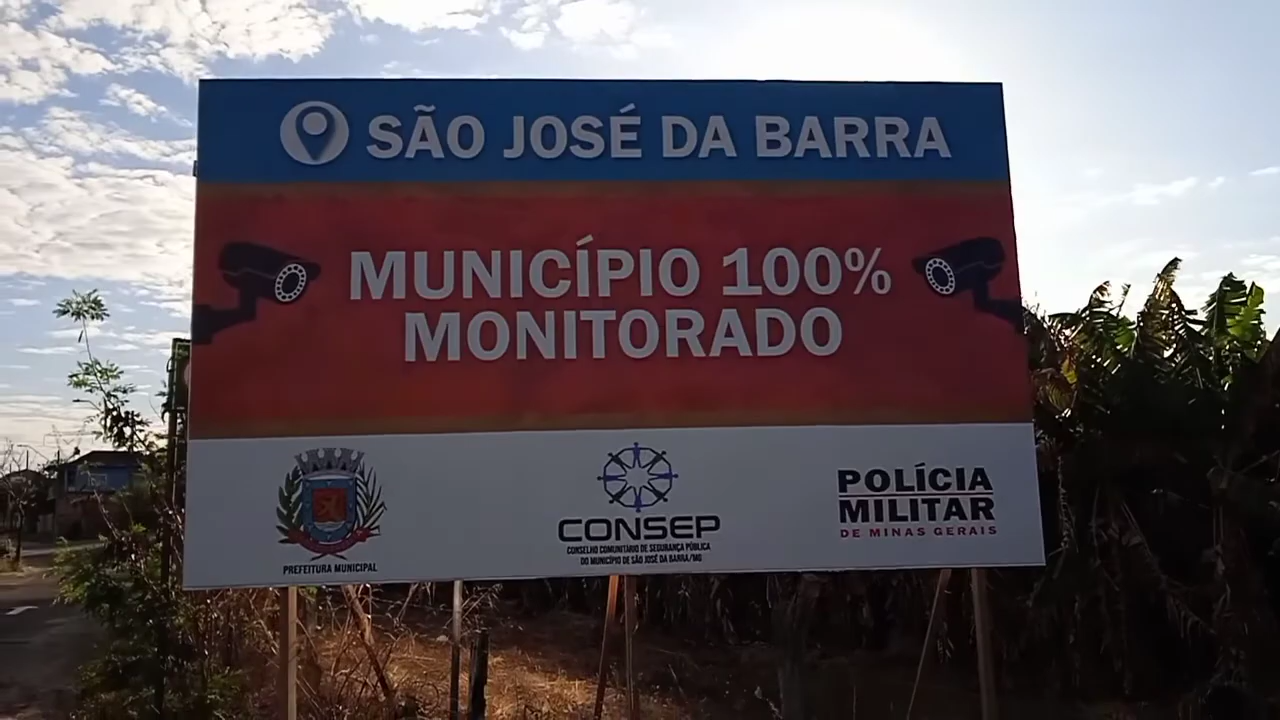 SÃO JOSÉ DA BARRA
MUNICÍPIO 100%
MONITORADO
PREFEITURA MUNICIPAL
CONSEP
CONSELHO COMUNITÁRIO DE SEGURANÇA PÚBLICA
DO MUNICÍPIO DE SÃO JOSÉ DA BARRA/MG
POLÍCIA
MILITAR
DE MINAS GERAIS